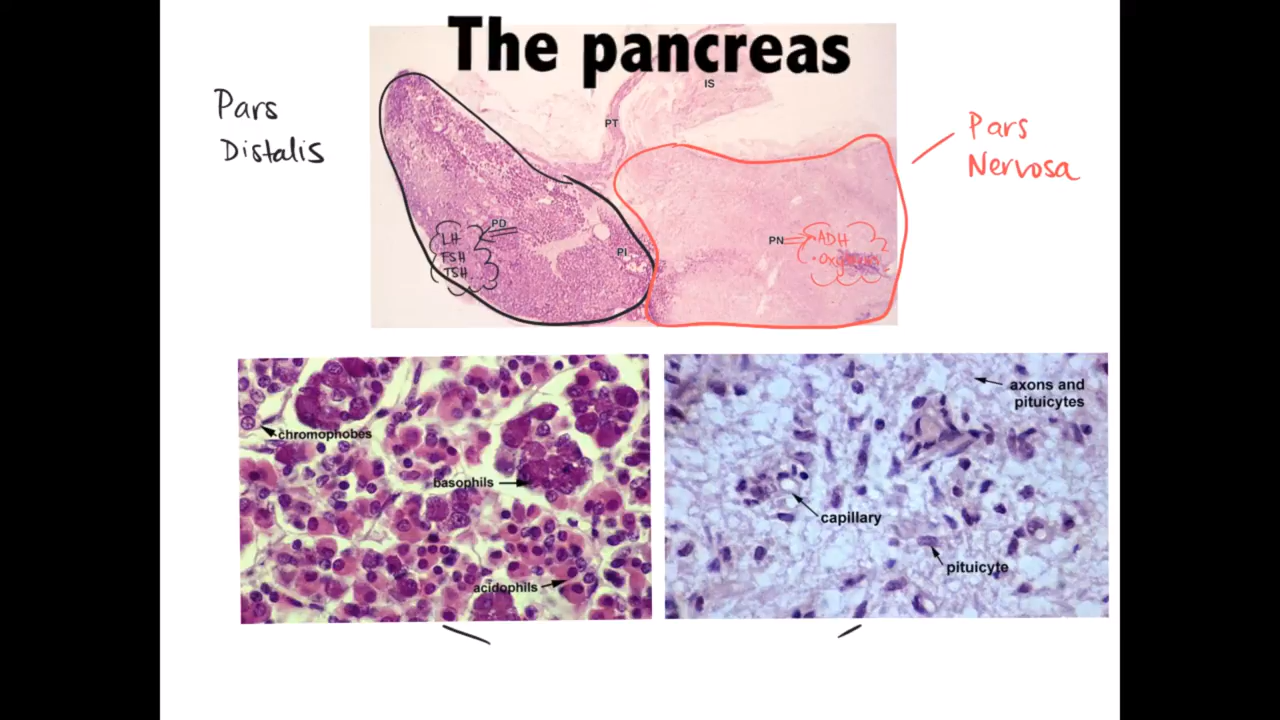 The pancreas
IS
PT
Pars
Distalis
Pars
Nervosa
PD
LH
FSH
TSH
PI
PN
ADH
axons and
pituicytes
chromophobes
basophils
capillary
pituicyte
acidophils